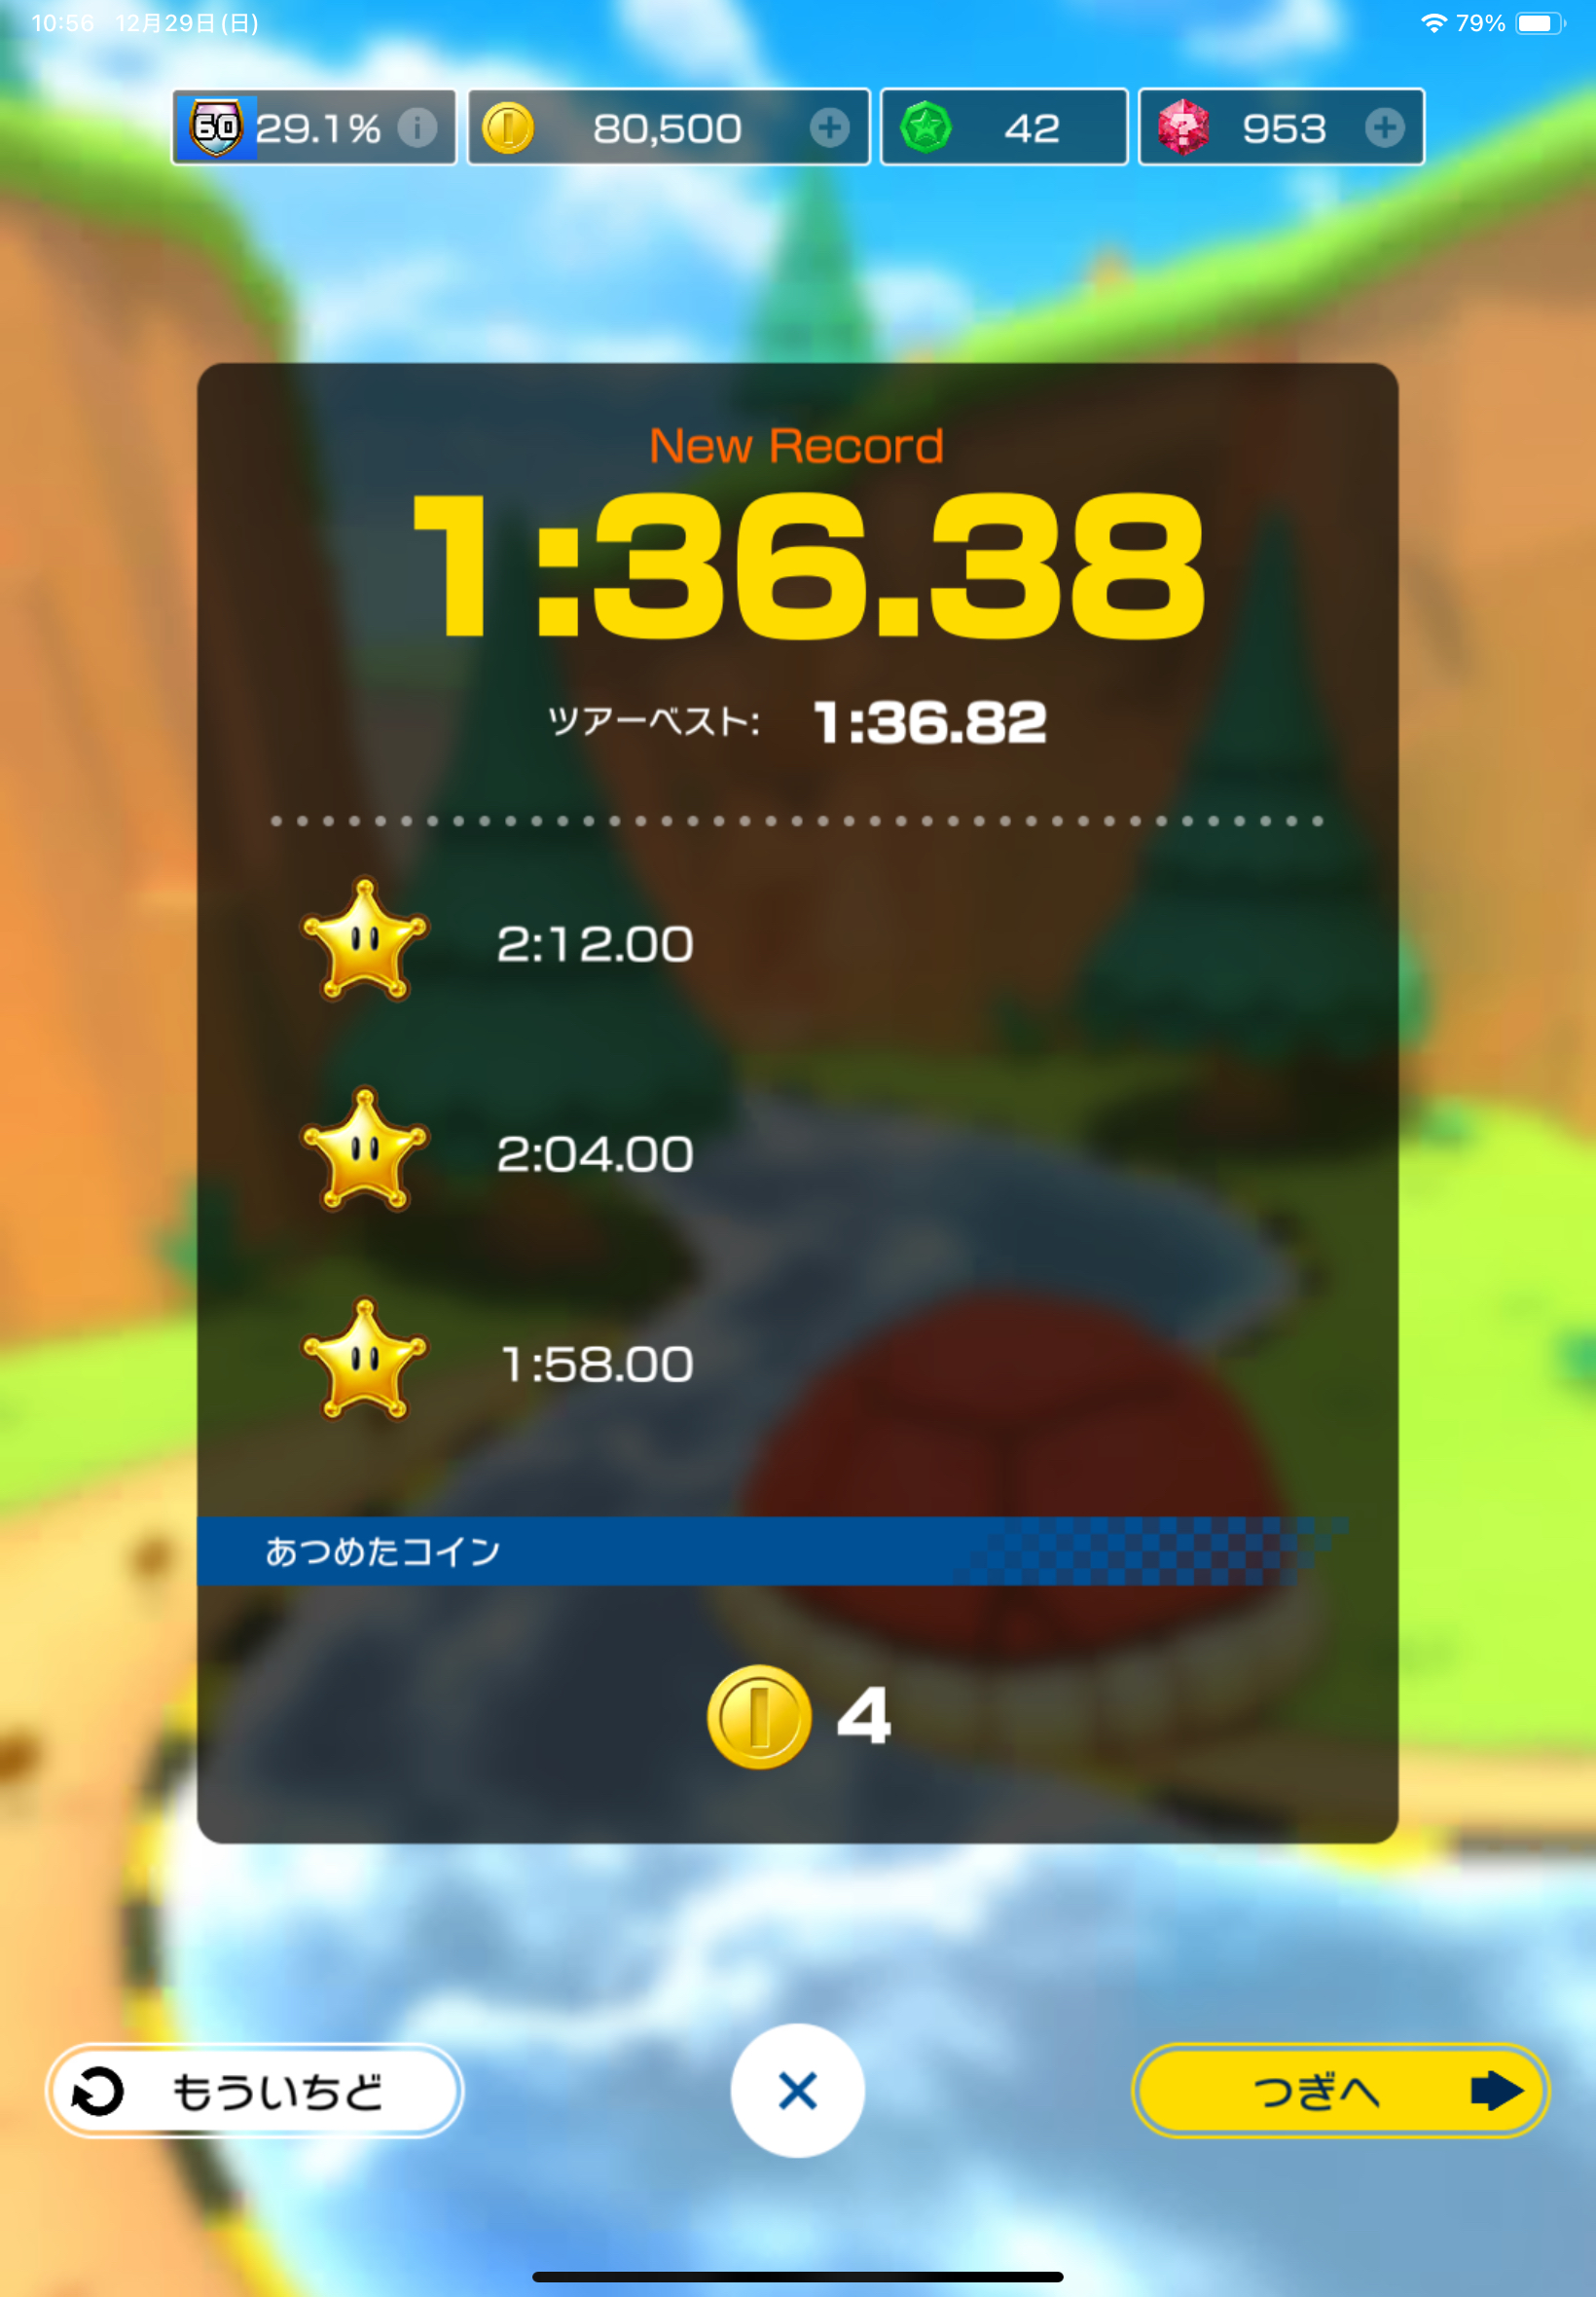 10:56 12月29日(日) 79%
60 29.1% i 80,500 + 42 ? 953 +
New Record
1:36.38
ツアーベスト: 1:36.82
2:12.00
2:04.00
1:58.00
あつめたコイン
4
もういちど × つぎへ